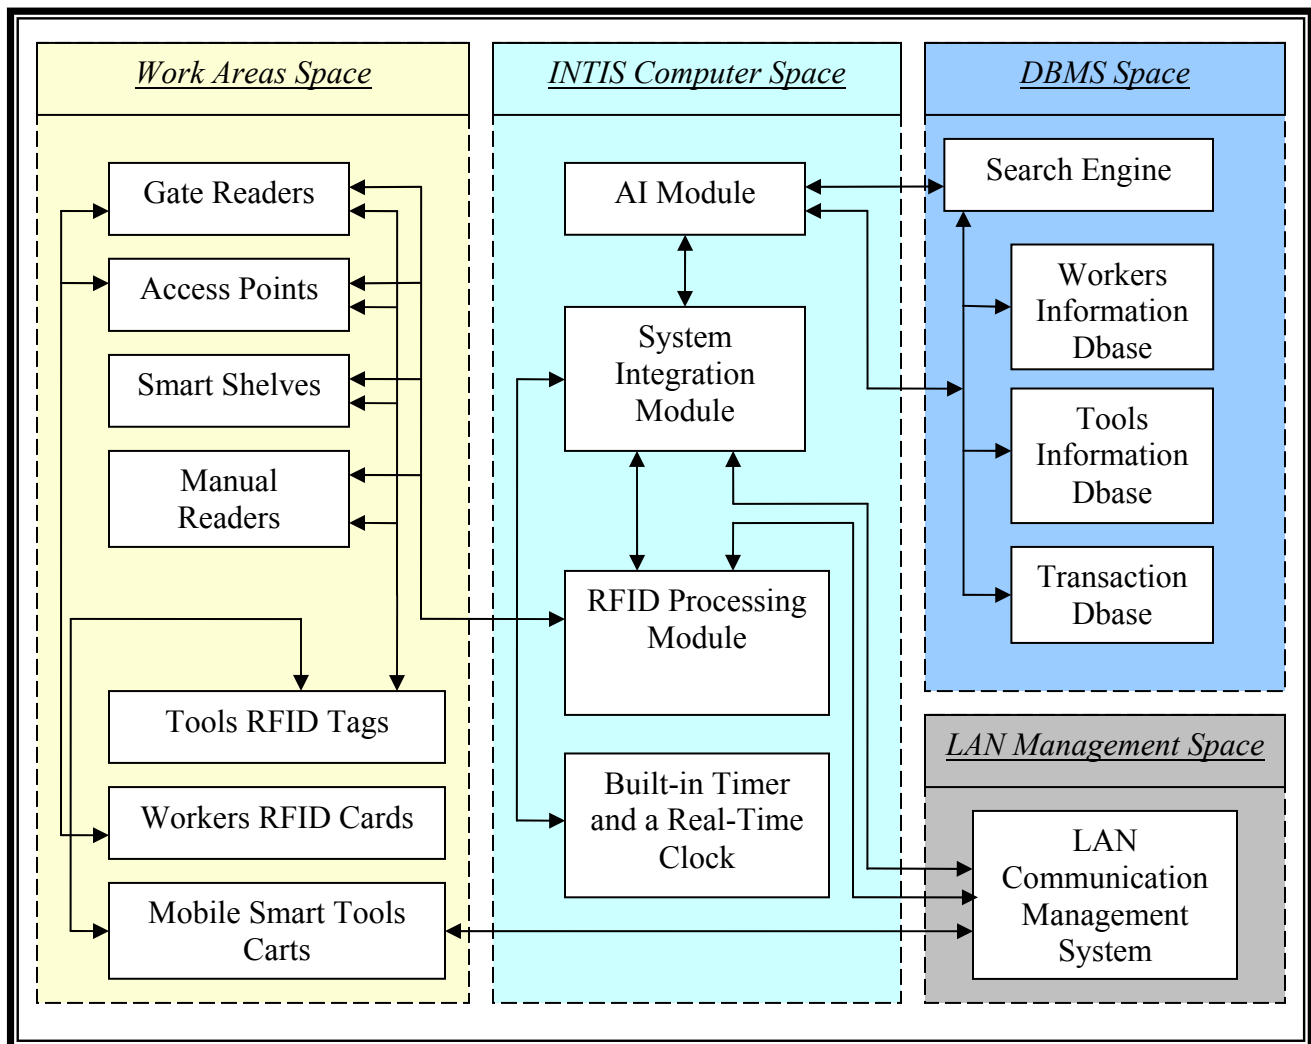 Work Areas Space
Gate Readers
Access Points
Smart Shelves
Manual
Readers
Tools RFID Tags
Workers RFID Cards
Mobile Smart Tools
Carts
INTIS Computer Space
AI Module
System
Integration
Module
RFID Processing
Module
Built-in Timer
and a Real-Time
Clock
DBMS Space
Search Engine
Workers
Information
Dbase
Tools
Information
Dbase
Transaction
Dbase
LAN Management Space
LAN
Communication
Management
System